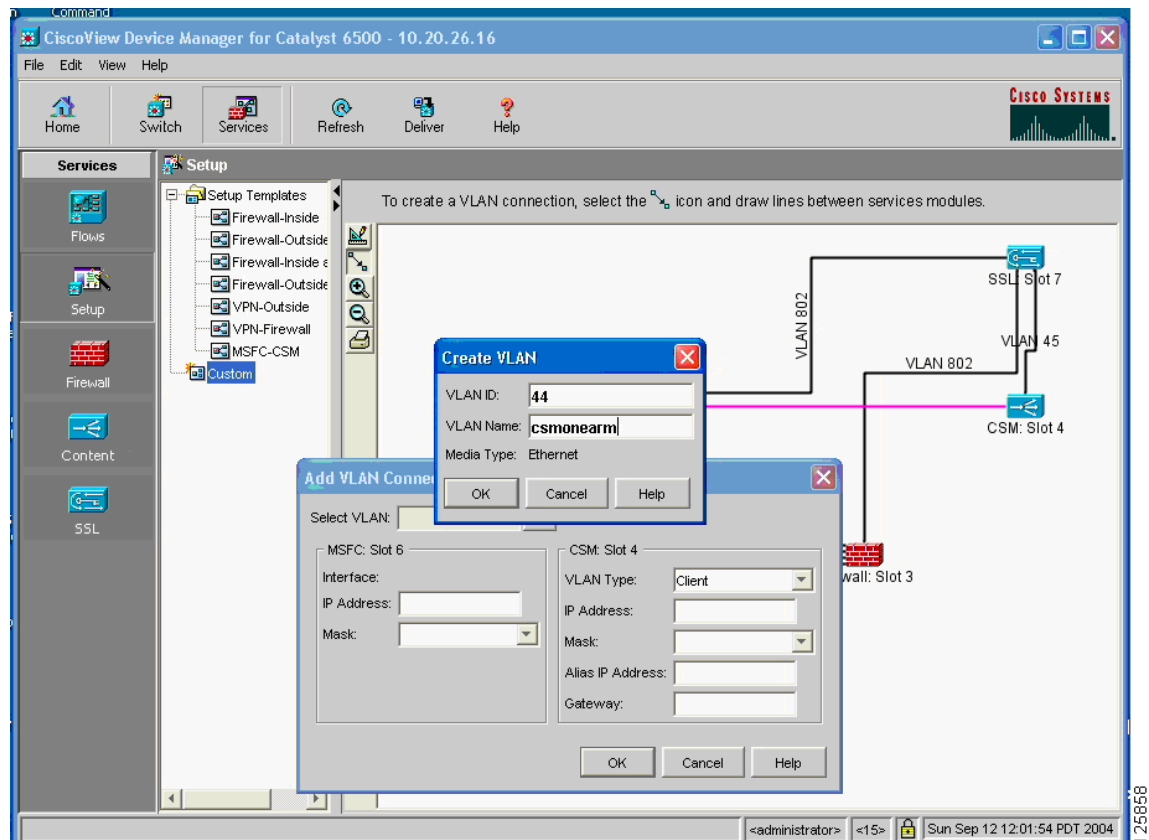 Command
CiscoView Device Manager for Catalyst 6500 - 10.20.26.16
File Edit View Help
Home Switch Services Refresh Deliver Help
CISCO SYSTEMS
Services
Setup
Flows
Setup
Firewall
Content
SSL
Setup Templates
Firewall-Inside
Firewall-Outside
Firewall-Inside
Firewall-Outside
VPN-Outside
VPN-Firewall
MSFC-CSM
Custom
To create a VLAN connection, select the icon and draw lines between services modules.
SSL: Slot 7
VLAN 802
VLAN 45
VLAN 802
CSM: Slot 4
wall: Slot 3
Create VLAN
VLAN ID: 44
VLAN Name: csmonearm
Media Type: Ethernet
OK Cancel Help
Add VLAN Conne
Select VLAN:
MSFC: Slot 6
Interface:
IP Address:
Mask:
CSM: Slot 4
VLAN Type: Client
IP Address:
Mask:
Alias IP Address:
Gateway:
OK Cancel Help
<administrator> <15> Sun Sep 12 12:01:54 PDT 2004